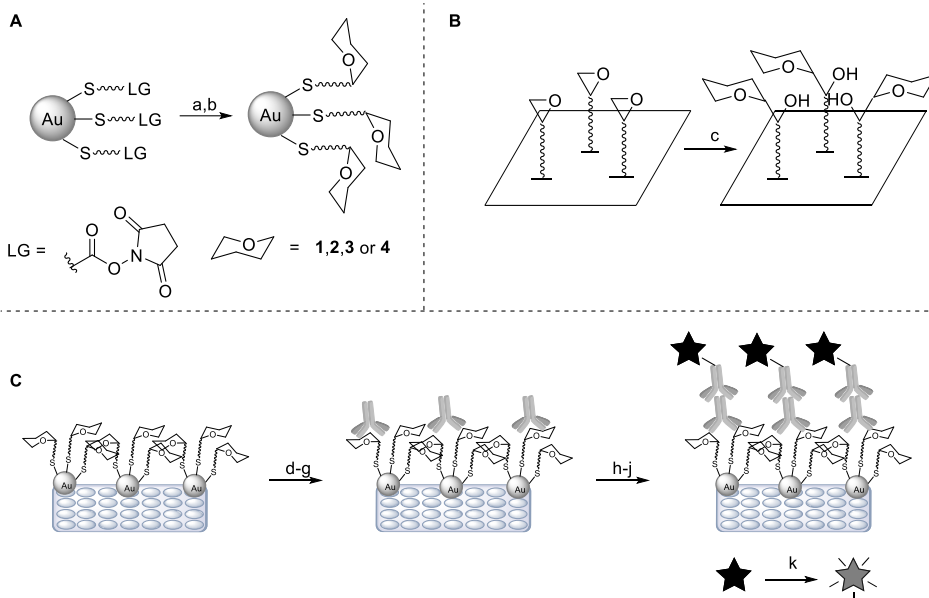 A
B
S LG
Au S LG
S LG
a,b
S O
Au S O
S O
O O O
c
O OH
O OH HO O
LG =
O O
O N
O
O = 1,2,3 or 4
C
O O O O O O
S S S S S S S S S
Au Au Au
d-g
O O O O O O
S S S S S S S S S
Au Au Au
h-j
O O O O O O
S S S S S S S S S
Au Au Au
k